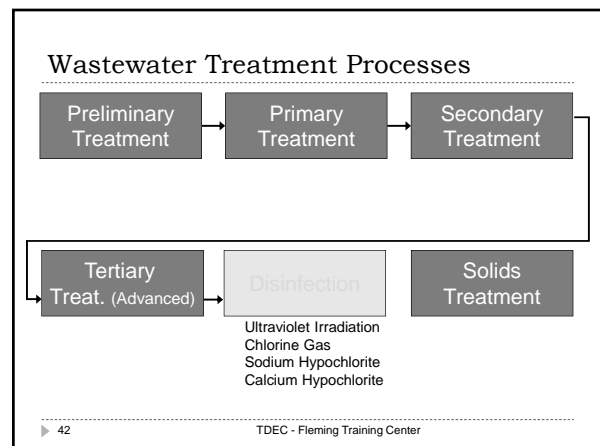 Wastewater Treatment Processes
Preliminary
Treatment
Primary
Treatment
Secondary
Treatment
Tertiary
Treat. (Advanced)
Disinfection
Solids
Treatment
Ultraviolet Irradiation
Chlorine Gas
Sodium Hypochlorite
Calcium Hypochlorite
42
TDEC - Fleming Training Center